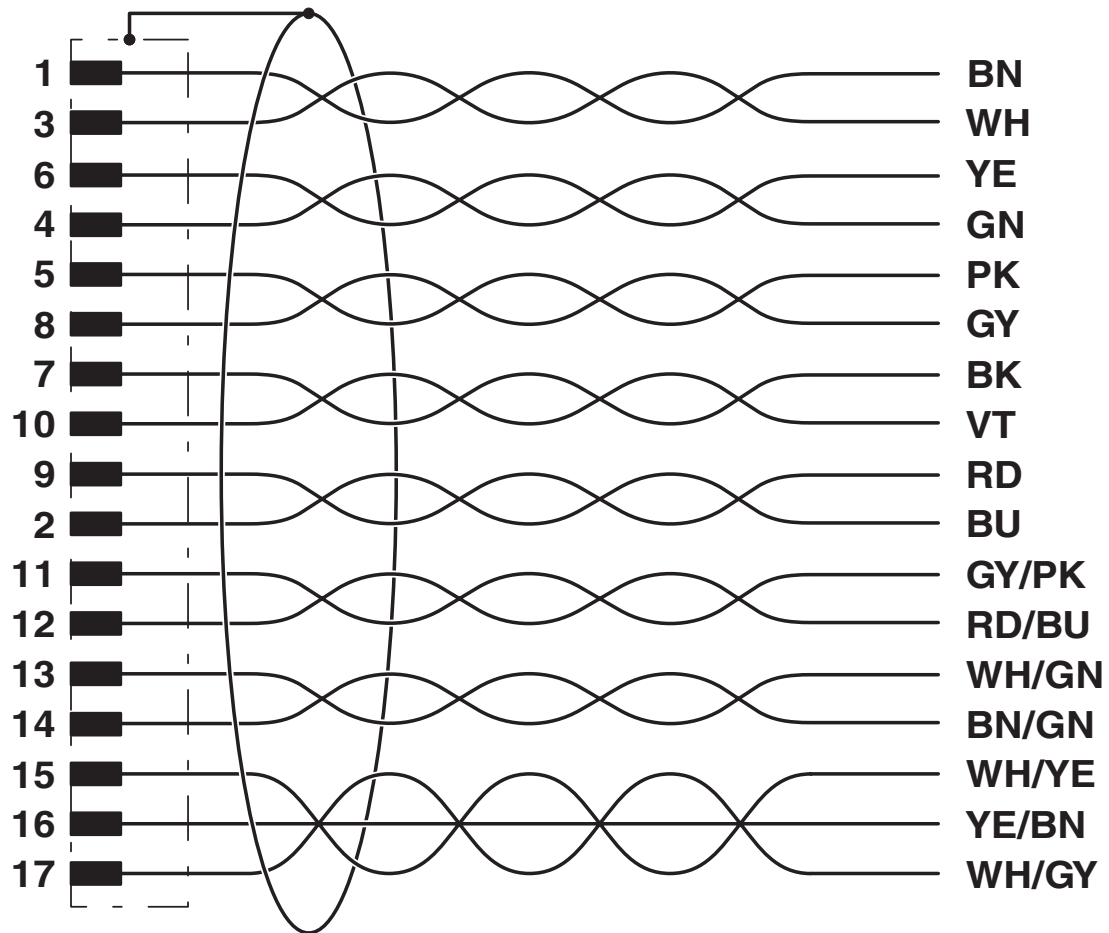 1 BN
3 WH
6 YE
4 GN
5 PK
8 GY
7 BK
10 VT
9 RD
2 BU
11 GY/PK
12 RD/BU
13 WH/GN
14 BN/GN
15 WH/YE
16 YE/BN
17 WH/GY